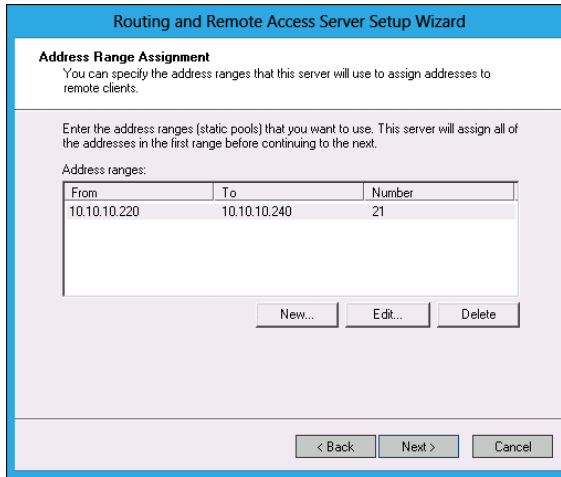 Routing and Remote Access Server Setup Wizard
Address Range Assignment
You can specify the address ranges that this server will use to assign addresses to
remote clients.
Enter the address ranges (static pools) that you want to use. This server will assign all of
the addresses in the first range before continuing to the next.
Address ranges:
From To Number
10.10.10.220 10.10.10.240 21
New... Edit... Delete
< Back Next > Cancel